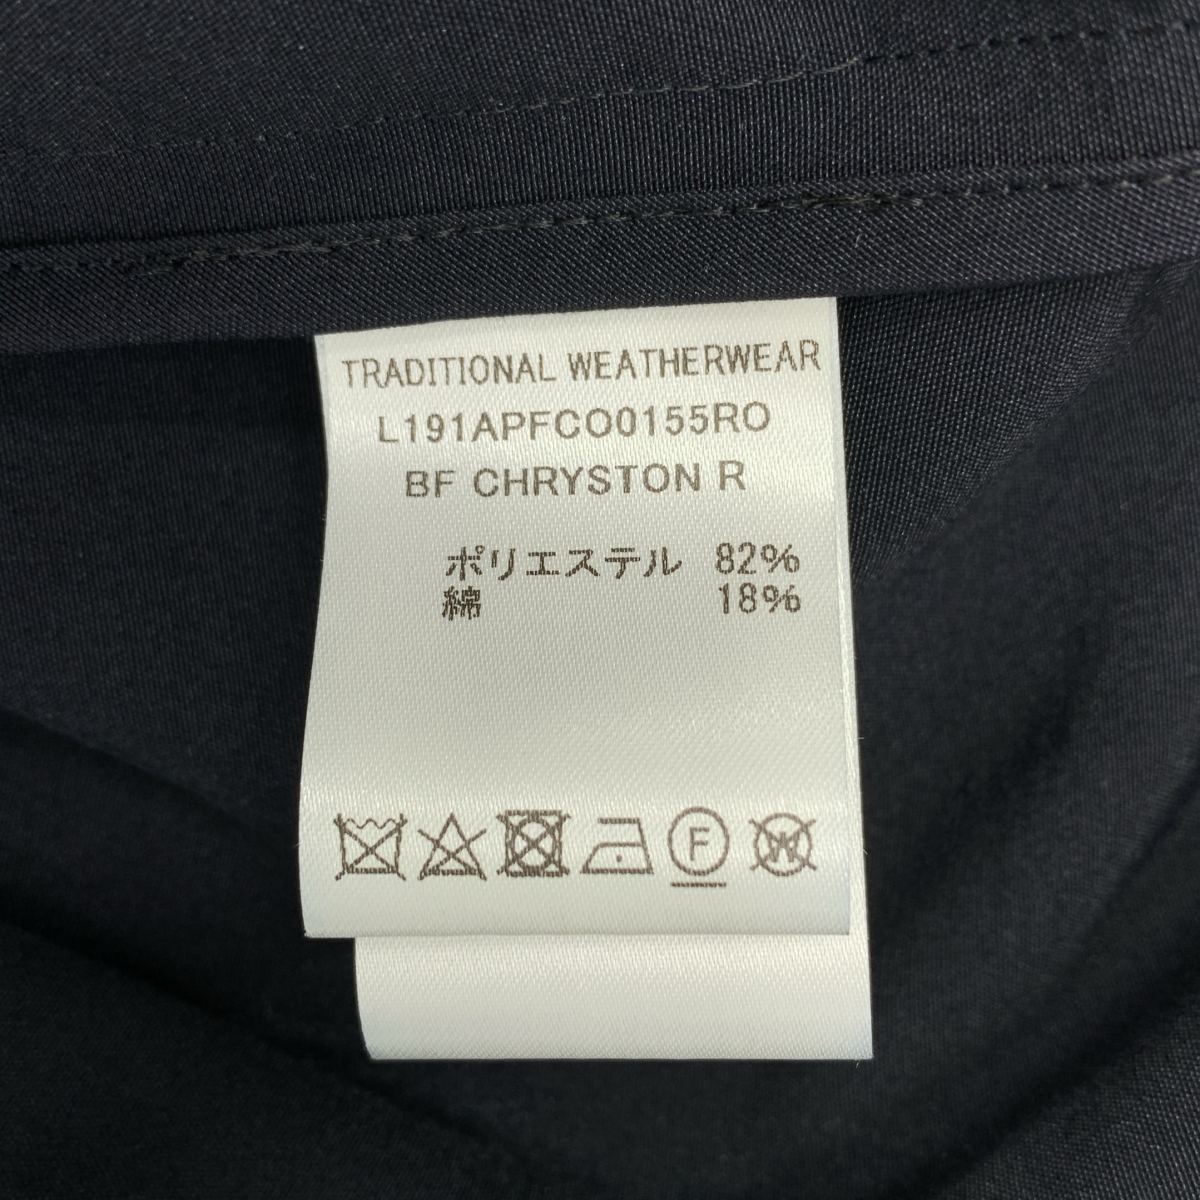 TRADITIONAL WEATHERWEAR
L191APFCO0155RO
BF CHRYSTON R
ポリエステル 82%
綿 18%
F W